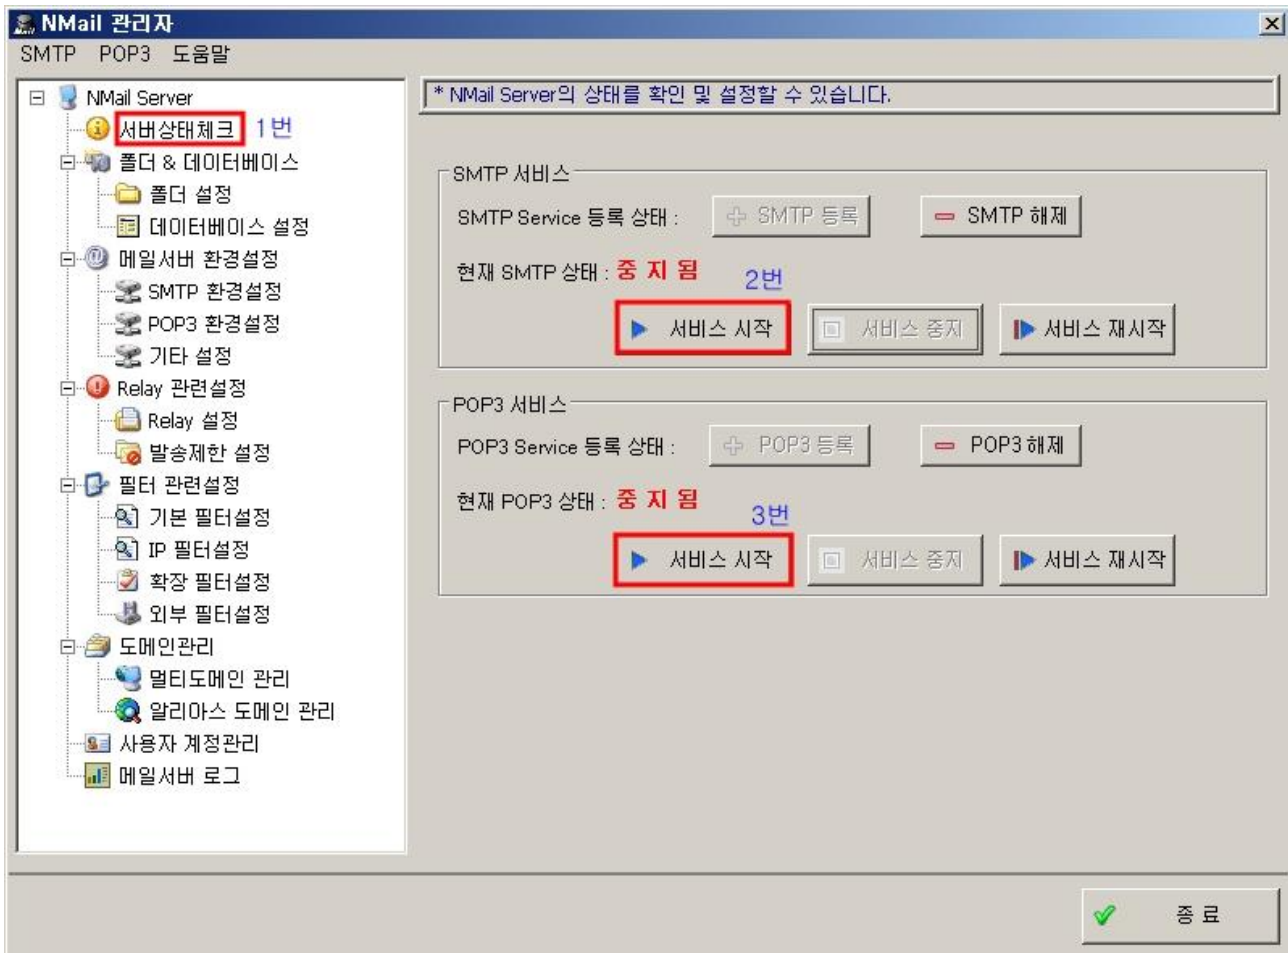 NMail 관리자
SMTP POP3 도움말
NMail Server
서버상태체크 1번
폴더 & 데이터베이스
폴더 설정
데이터베이스 설정
메일서버 환경설정
SMTP 환경설정
POP3 환경설정
기타 설정
Relay 관련설정
Relay 설정
발송제한 설정
필터 관련설정
기본 필터설정
IP 필터설정
확장 필터설정
외부 필터설정
도메인관리
멀티도메인 관리
알리아스 도메인 관리
사용자 계정관리
메일서버 로그
* NMail Server의 상태를 확인 및 설정할 수 있습니다.
SMTP 서비스
SMTP Service 등록 상태 : SMTP 등록 SMTP 해제
현재 SMTP 상태 : 중 지 됨 2번
서비스 시작 서비스 중지 서비스 재시작
POP3 서비스
POP3 Service 등록 상태 : POP3 등록 POP3 해제
현재 POP3 상태 : 중 지 됨 3번
서비스 시작 서비스 중지 서비스 재시작
종 료